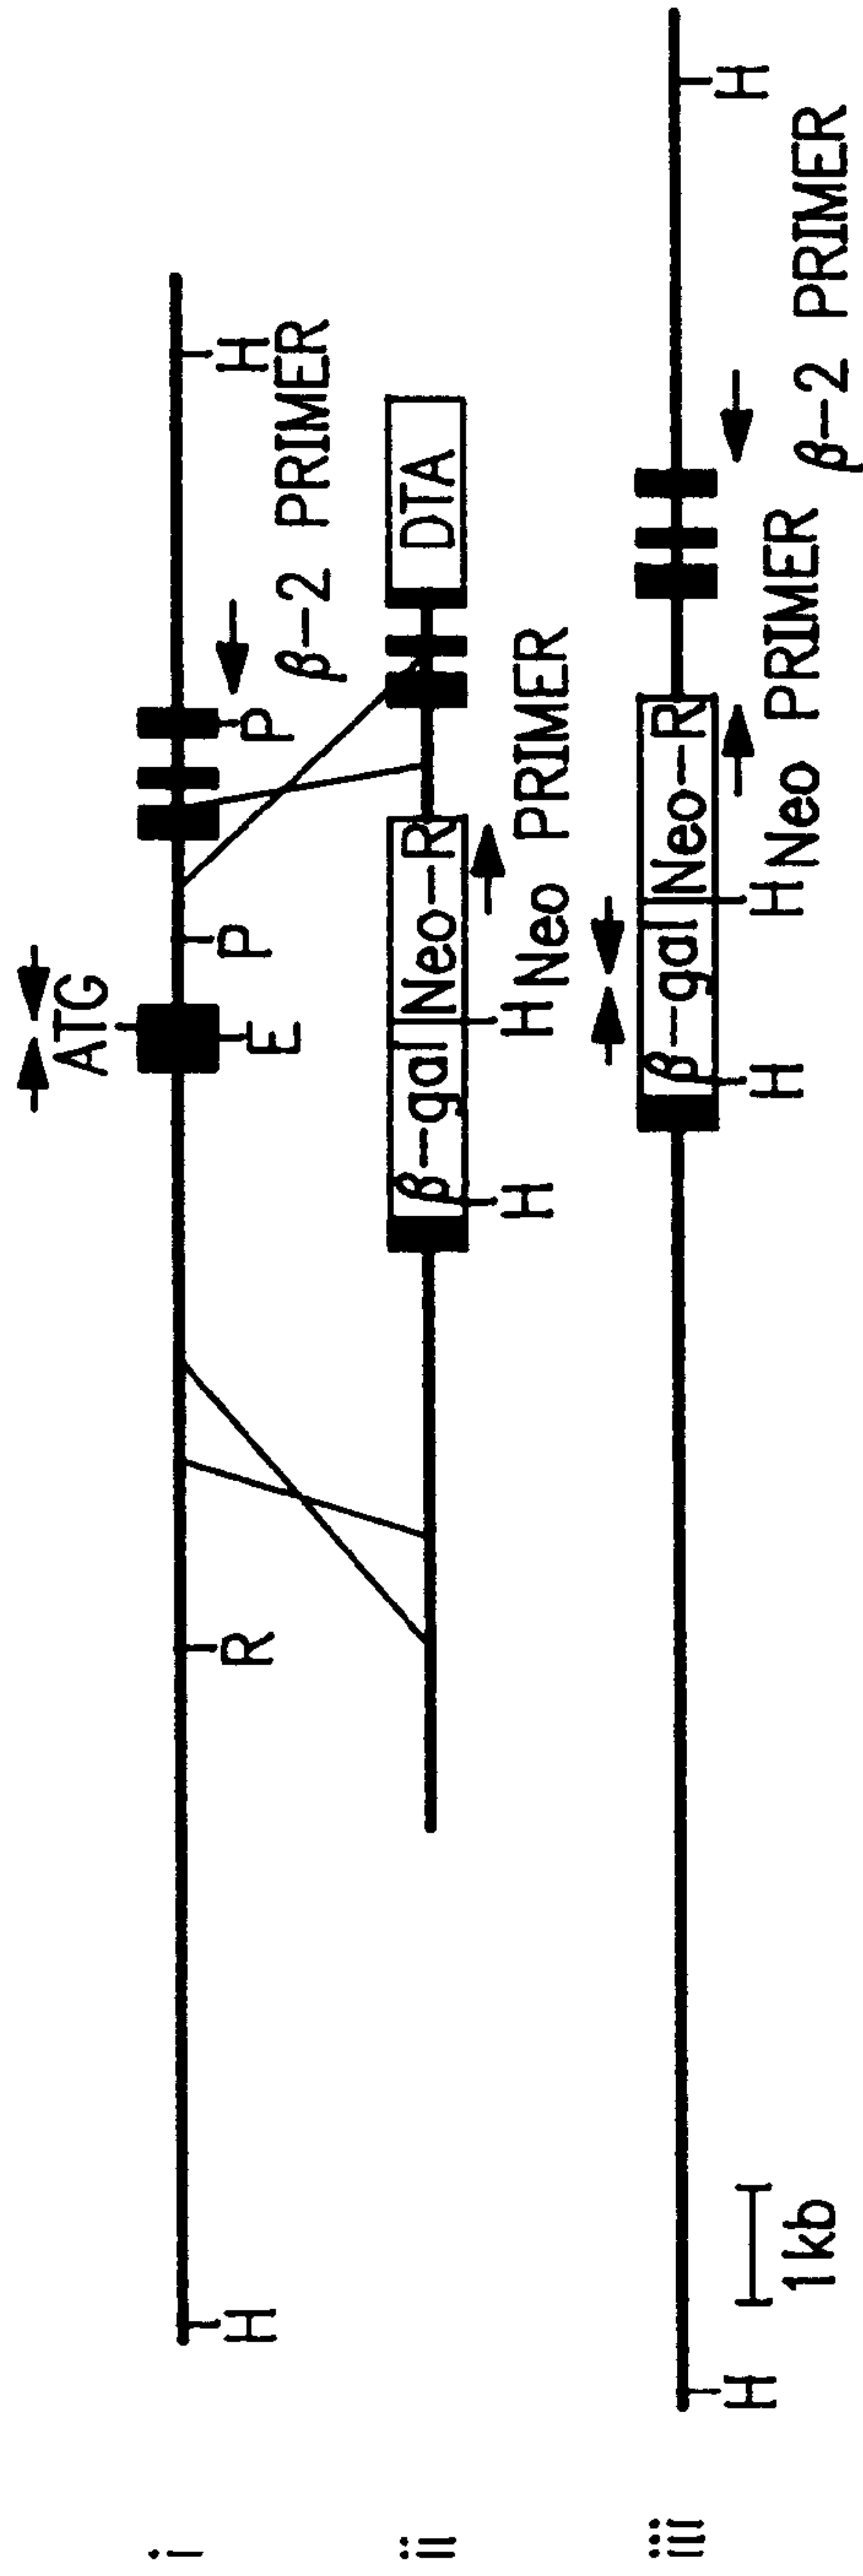 i
ATG
H
R
E
P
P
H
β-2 PRIMER
ii
β-gal
Neo-R
DTA
H
H
Neo PRIMER
iii
β-gal
Neo-R
H
H
H
H
Neo PRIMER
β-2 PRIMER
1kb